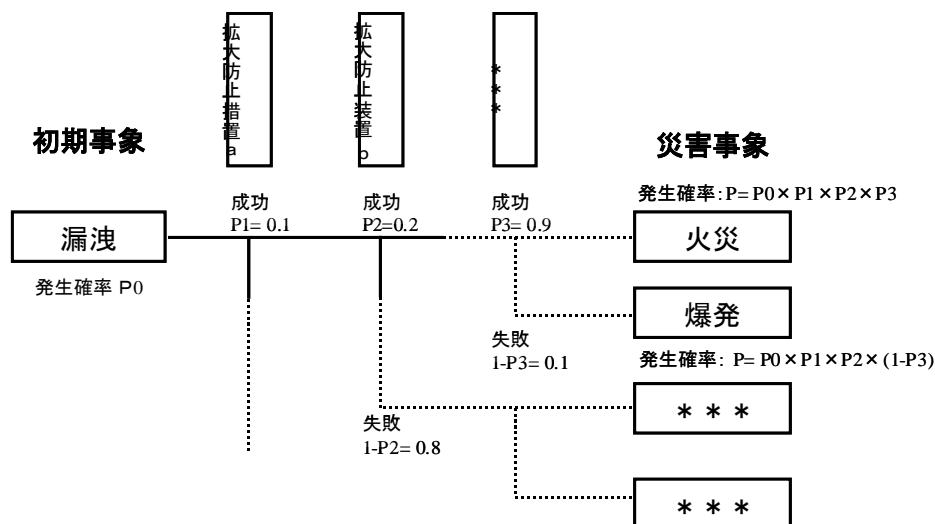 拡大防止措置a
拡大防止装置b
***
初期事象
災害事象
発生確率:P=P0×P1×P2×P3
成功
P1= 0.1
成功
P2=0.2
成功
P3= 0.9
漏洩
火災
発生確率 P0
爆発
失敗
1-P3= 0.1
発生確率: P= P0×P1×P2×(1-P3)
***
失敗
1-P2= 0.8
***